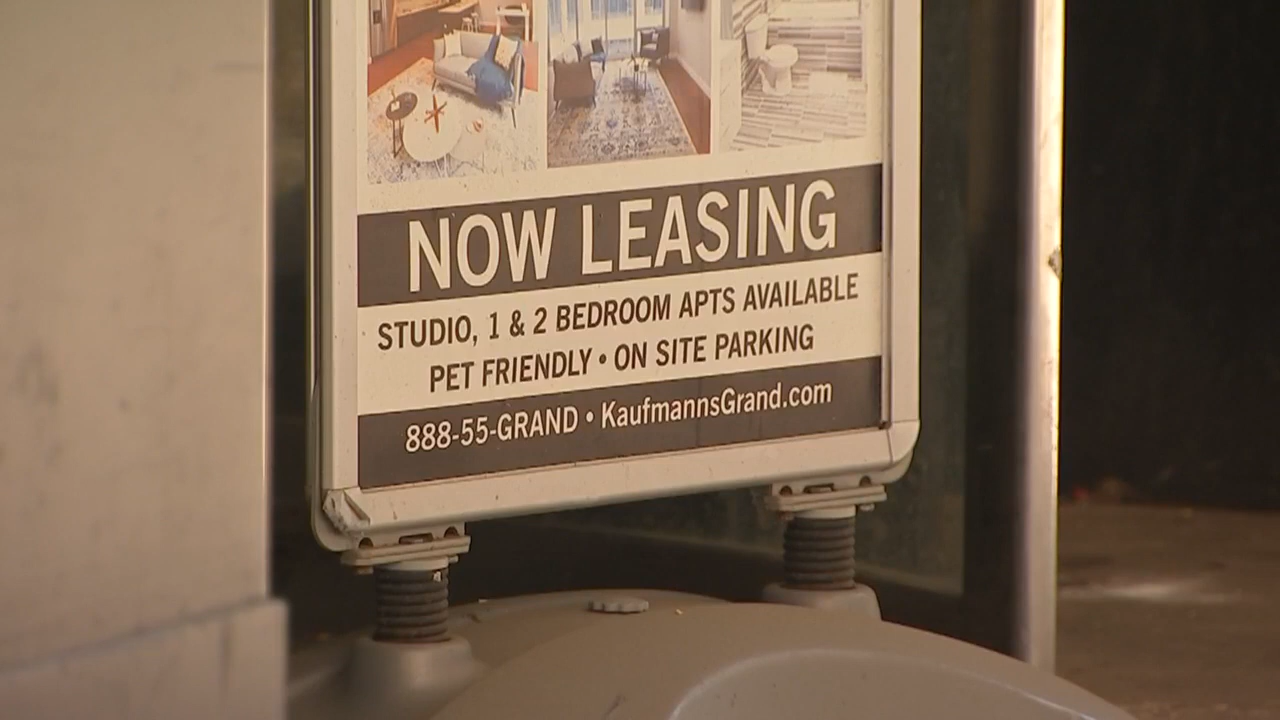 NOW LEASING
STUDIO, 1 & 2 BEDROOM APTS AVAILABLE
PET FRIENDLY • ON SITE PARKING
888-55-GRAND • KaufmannsGrand.com